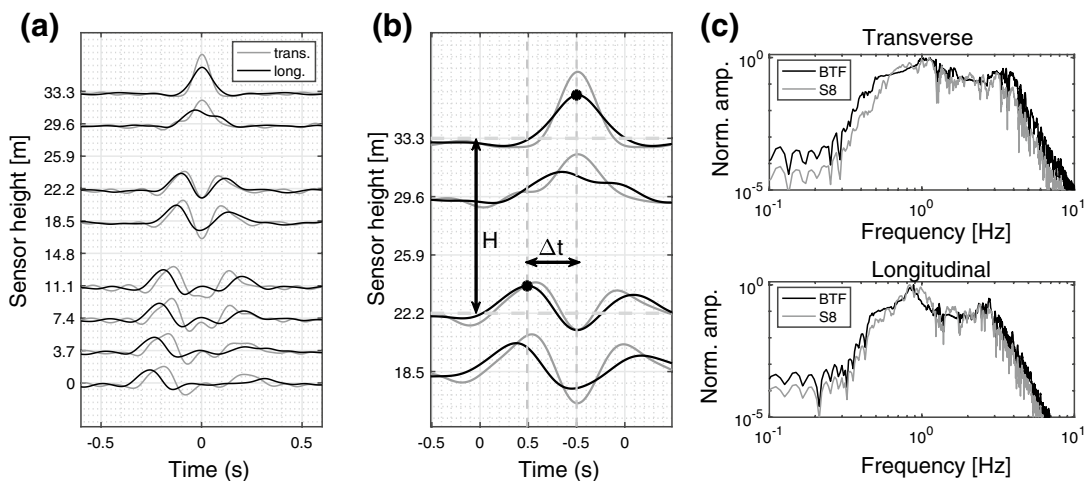 (a)
trans.
long.
33.3
29.6
25.9
22.2
18.5
14.8
11.1
7.4
3.7
0
Sensor height [m]
-0.5 0 0.5
Time (s)
(b)
33.3
29.6
25.9
22.2
18.5
Sensor height [m]
H
Δt
-0.5 0 0.5 -0.5 0
Time (s)
(c)
Transverse
BTF
S8
10^0
10^-5
Norm. amp.
10^-1 10^0 10^1
Frequency [Hz]
Longitudinal
BTF
S8
10^0
10^-5
Norm. amp.
10^-1 10^0 10^1
Frequency [Hz]